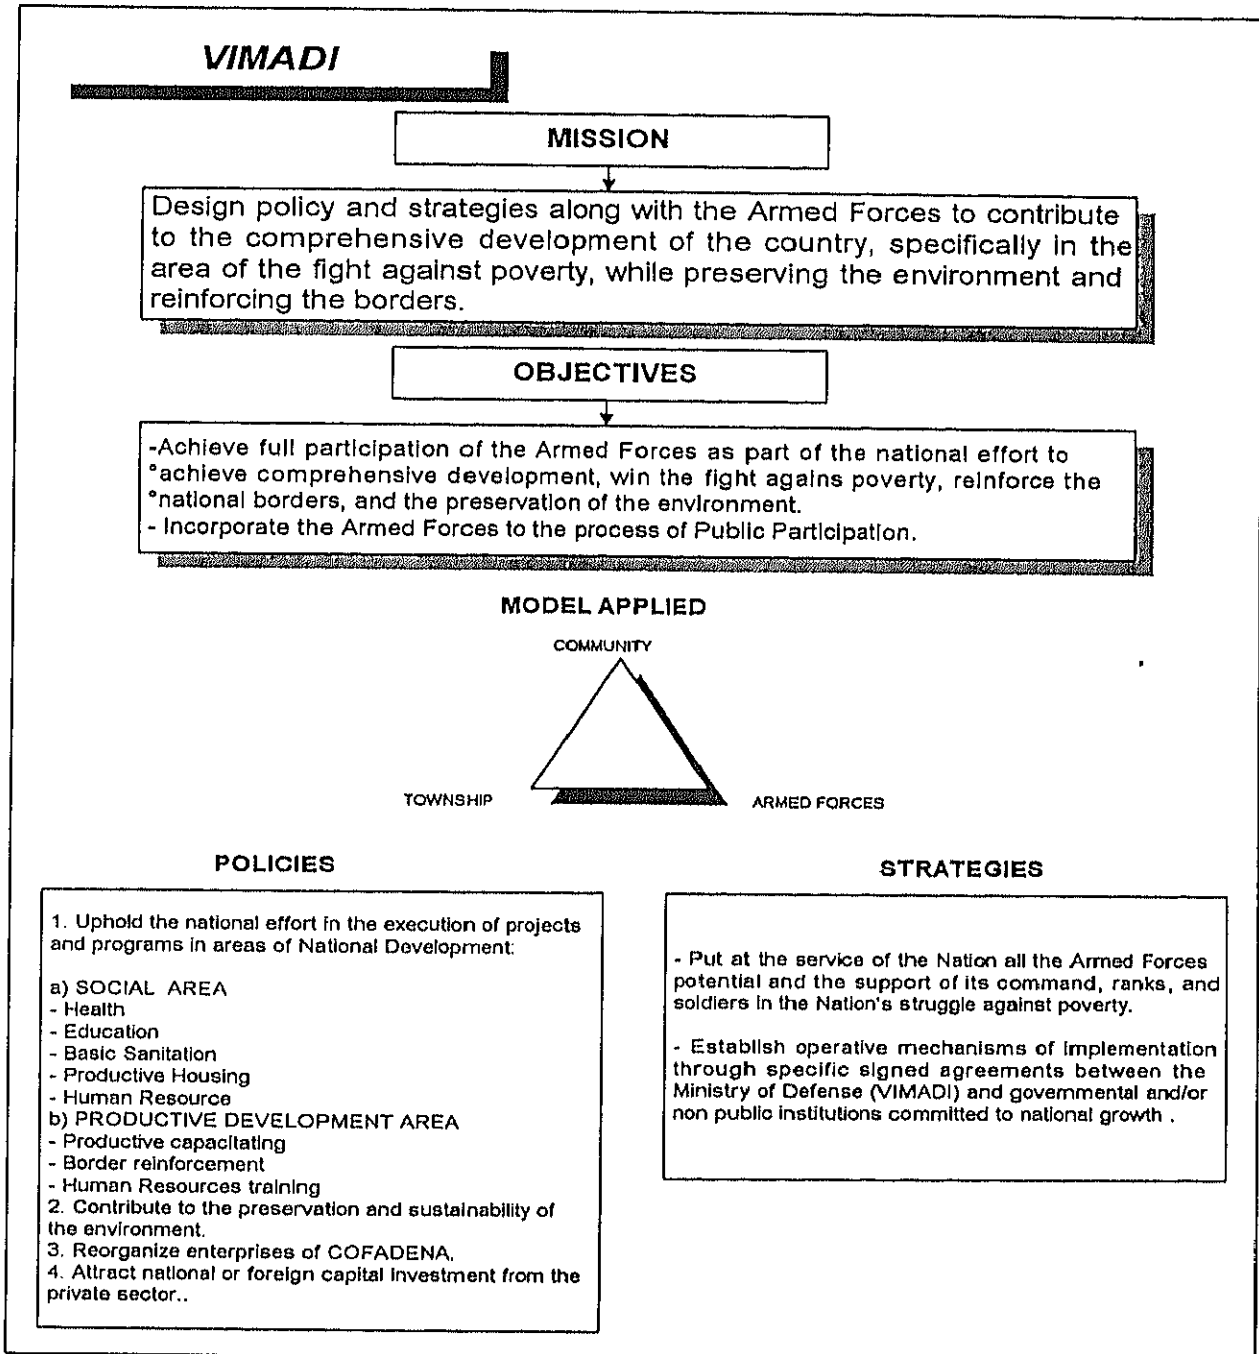 VIMADI
MISSION
Design policy and strategies along with the Armed Forces to contribute
to the comprehensive development of the country, specifically in the
area of the fight against poverty, while preserving the environment and
reinforcing the borders.
OBJECTIVES
-Achieve full participation of the Armed Forces as part of the national effort to
°achieve comprehensive development, win the fight agains poverty, reinforce the
°national borders, and the preservation of the environment.
- Incorporate the Armed Forces to the process of Public Participation.
MODEL APPLIED
COMMUNITY
TOWNSHIP
ARMED FORCES
POLICIES
1. Uphold the national effort in the execution of projects
and programs in areas of National Development:
a) SOCIAL AREA
- Health
- Education
- Basic Sanitation
- Productive Housing
- Human Resource
b) PRODUCTIVE DEVELOPMENT AREA
- Productive capacitating
- Border reinforcement
- Human Resources training
2. Contribute to the preservation and sustainability of
the environment.
3. Reorganize enterprises of COFADENA.
4. Attract national or foreign capital investment from the
private sector..
STRATEGIES
- Put at the service of the Nation all the Armed Forces
potential and the support of its command, ranks, and
soldiers in the Nation's struggle against poverty.
- Establish operative mechanisms of implementation
through specific signed agreements between the
Ministry of Defense (VIMADI) and governmental and/or
non public institutions committed to national growth .